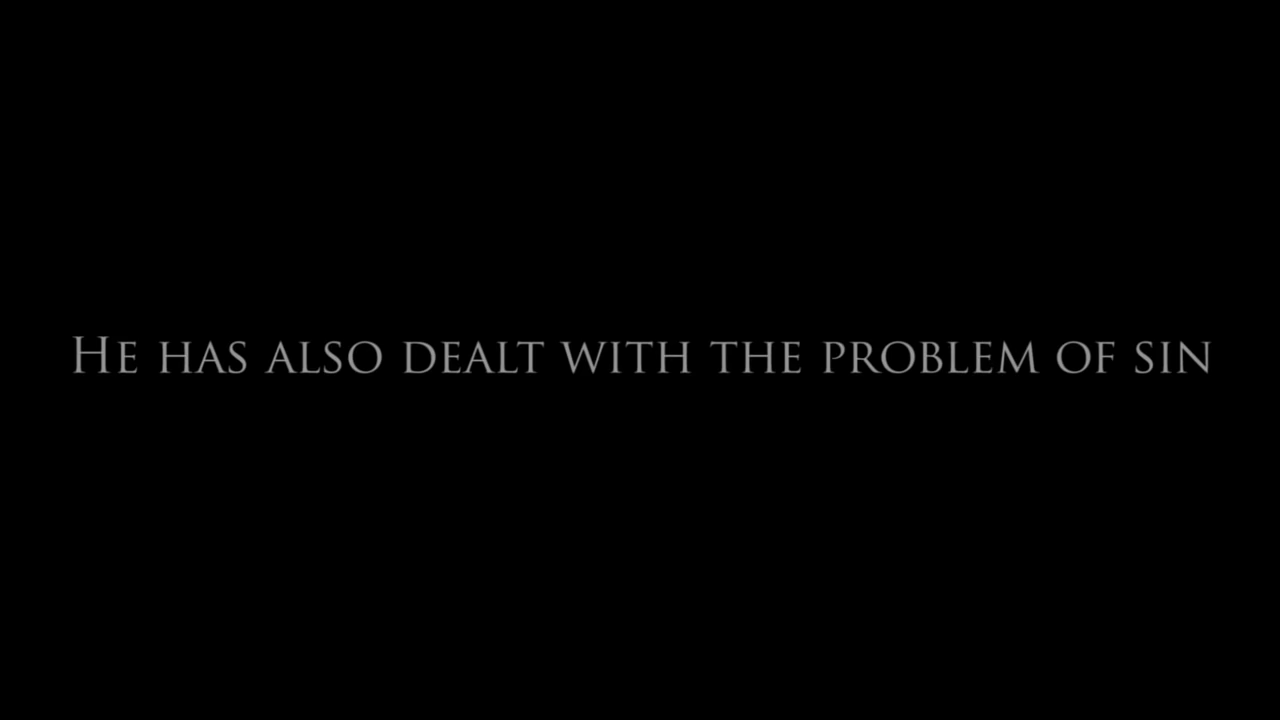 He has also dealt with the problem of sin